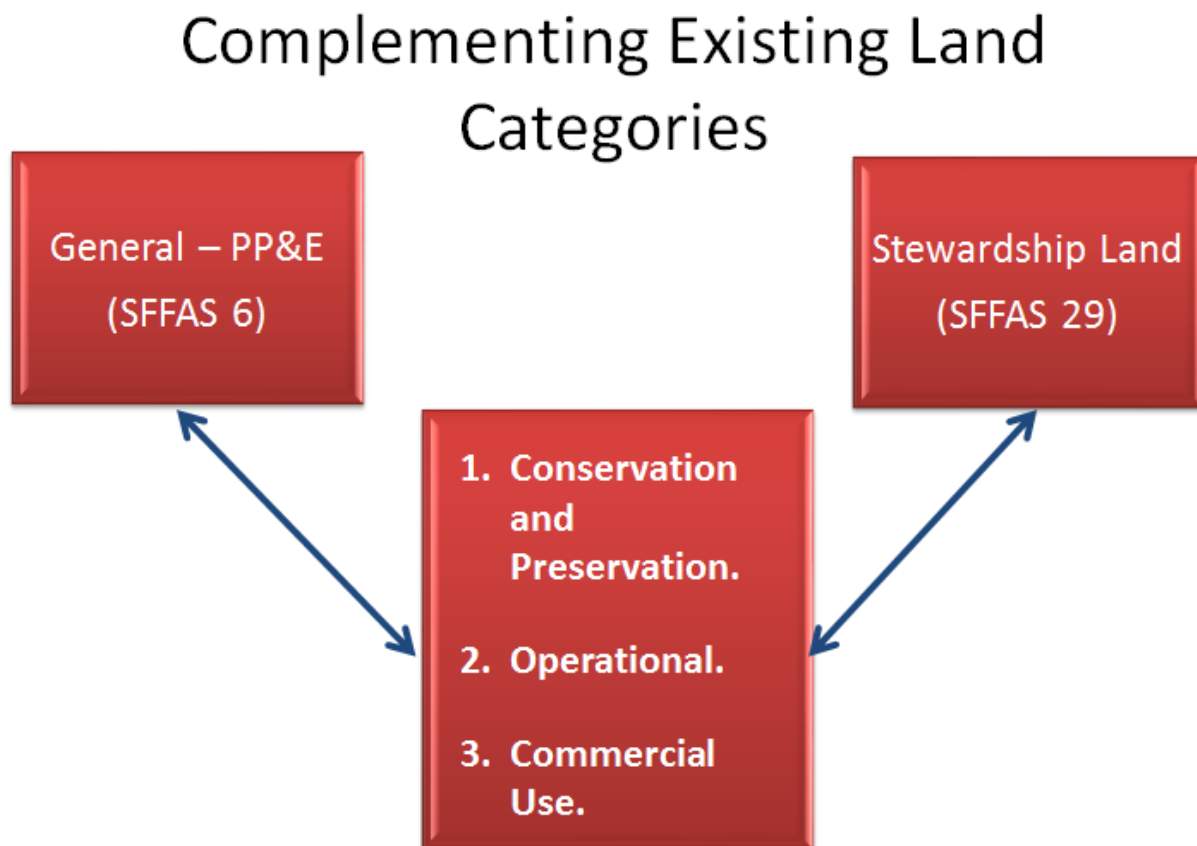 Complementing Existing Land
Categories
General – PP&E
(SFFAS 6)
Stewardship Land
(SFFAS 29)
1. Conservation
and
Preservation.
2. Operational.
3. Commercial
Use.